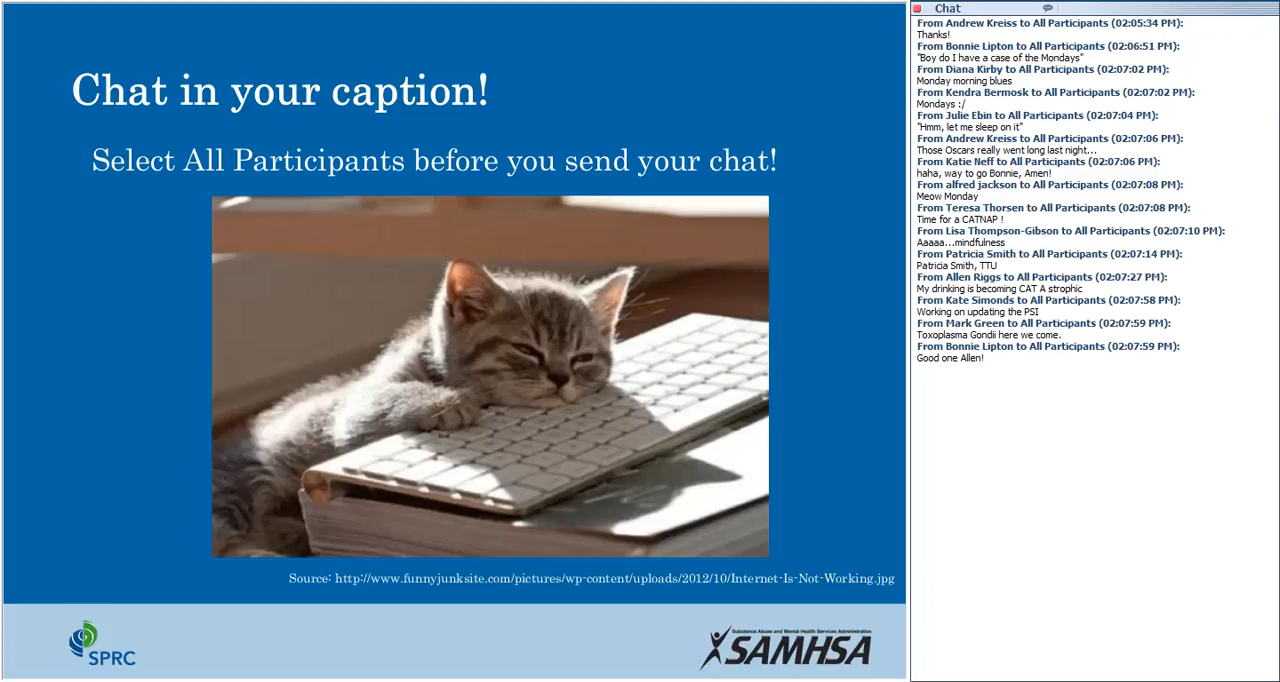 Chat in your caption!
Select All Participants before you send your chat!
Source: http://www.funnyjunksite.com/pictures/wp-content/uploads/2012/10/Internet-Is-Not-Working.jpg
SPRC
Substance Abuse and Mental Health Services Administration
SAMHSA
Chat
From Andrew Kreiss to All Participants (02:05:34 PM):
Thanks!
From Bonnie Lipton to All Participants (02:06:51 PM):
"Boy do I have a case of the Mondays"
From Diana Kirby to All Participants (02:07:02 PM):
Monday morning blues
From Kendra Bermosk to All Participants (02:07:02 PM):
Mondays :/
From Julie Ebin to All Participants (02:07:04 PM):
"Hmm, let me sleep on it"
From Andrew Kreiss to All Participants (02:07:06 PM):
Those Oscars really went long last night...
From Katie Neff to All Participants (02:07:06 PM):
haha, way to go Bonnie, Amen!
From alfred jackson to All Participants (02:07:08 PM):
Meow Monday
From Teresa Thorsen to All Participants (02:07:08 PM):
Time for a CATNAP !
From Lisa Thompson-Gibson to All Participants (02:07:10 PM):
Aaaaa...mindfulness
From Patricia Smith to All Participants (02:07:14 PM):
Patricia Smith, TTU
From Allen Riggs to All Participants (02:07:27 PM):
My drinking is becoming CAT A strophic
From Kate Simonds to All Participants (02:07:58 PM):
Working on updating the PSI
From Mark Green to All Participants (02:07:59 PM):
Toxoplasma Gondii here we come.
From Bonnie Lipton to All Participants (02:07:59 PM):
Good one Allen!